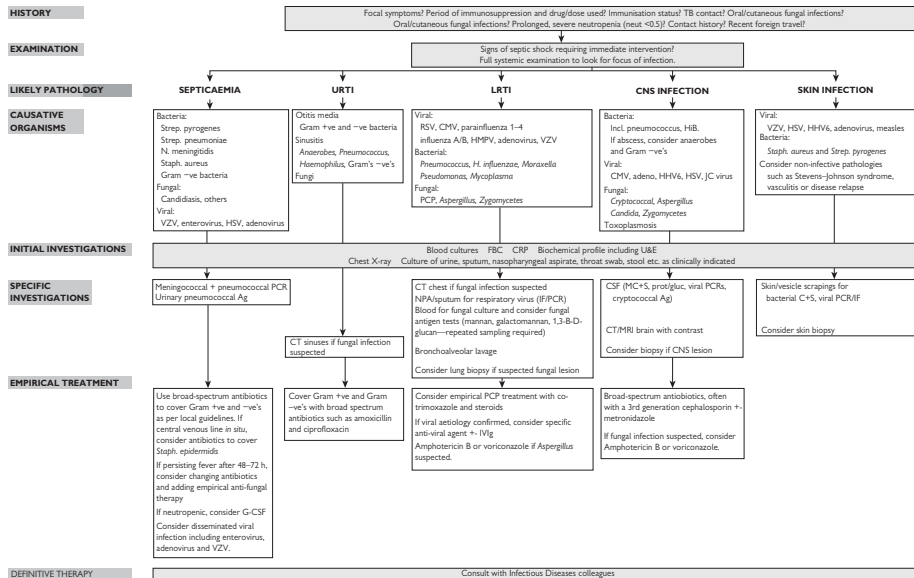 HISTORY
Focal symptoms? Period of immunosuppression and drug/dose used? Immunisation status? TB contact? Oral/cutaneous fungal infections?
Oral/cutaneous fungal infections? Prolonged, severe neutropenia (neut <0.5)? Contact history? Recent foreign travel?
EXAMINATION
Signs of septic shock requiring immediate intervention?
Full systemic examination to look for focus of infection.
LIKELY PATHOLOGY
SEPTICAEMIA
URTI
LRTI
CNS INFECTION
SKIN INFECTION
CAUSATIVE
ORGANISMS
Bacteria:
Strep. pyrogenes
Strep. pneumoniae
N. meningitidis
Staph. aureus
Gram −ve bacteria
Fungal:
Candidiasis, others
Viral:
VZV, enterovirus, HSV, adenovirus
Otitis media
Gram +ve and −ve bacteria
Sinusitis
Anaerobes, Pneumococcus,
Haemophilus, Gram's −ve's
Fungi
Viral:
RSV, CMV, parainfluenza 1–4
influenza A/B, HMPV, adenovirus, VZV
Bacterial:
Pneumococcus, H. influenzae, Moraxella
Pseudomonas, Mycoplasma
Fungal:
PCP, Aspergillus, Zygomycetes
Bacteria:
Incl. pneumococcus, HiB.
If abscess, consider anaerobes
and Gram −ve's
Viral:
CMV, adeno, HHV6, HSV, JC virus
Fungal:
Cryptococcal, Aspergillus
Candida, Zygomycetes
Toxoplasmosis
Viral:
VZV, HSV, HHV6, adenovirus, measles
Bacteria:
Staph. aureus and Strep. pyrogenes
Consider non-infective pathologies
such as Stevens–Johnson syndrome,
vasculitis or disease relapse
INITIAL INVESTIGATIONS
Blood cultures FBC CRP Biochemical profile including U&E
Chest X-ray Culture of urine, sputum, nasopharyngeal aspirate, throat swab, stool etc. as clinically indicated
SPECIFIC
INVESTIGATIONS
Meningococcal + pneumococcal PCR
Urinary pneumococcal Ag
CT sinuses if fungal infection
suspected
CT chest if fungal infection suspected
NPA/sputum for respiratory virus (IF/PCR)
Blood for fungal culture and consider fungal
antigen tests (mannan, galactomannan, 1,3-B-D-
glucan—repeated sampling required)
Bronchoalveolar lavage
Consider lung biopsy if suspected fungal lesion
CSF (MC+S, prot/gluc, viral PCRs,
cryptococcal Ag)
CT/MRI brain with contrast
Consider biopsy if CNS lesion
Skin/vesicle scrapings for
bacterial C+S, viral PCR/IF
Consider skin biopsy
EMPIRICAL TREATMENT
Use broad-spectrum antibiotics
to cover Gram +ve and −ve's
as per local guidelines. If
central venous line in situ,
consider antibiotics to cover
Staph. epidermids
If persisting fever after 48–72 h,
consider changing antibiotics
and adding empirical anti-fungal
therapy
If neutropenic, consider G-CSF
Consider disseminated viral
infection including enterovirus,
adenovirus and VZV.
Cover Gram +ve and Gram
−ve's with broad spectrum
antibiotics such as amoxicillin
and ciprofloxacin
Consider empirical PCP treatment with co-
trimoxazole and steroids
If viral aetiology confirmed, consider specific
anti-viral agent +- IVIg
Amphotericin B or voriconazole if Aspergillus
suspected.
Broad-spectrum antiobiotics, often
with a 3rd generation cephalosporin +-
metronidazole
If fungal infection suspected, consider
Amphotericin B or voriconazole.
DEFINITIVE THERAPY
Consult with Infectious Diseases colleagues